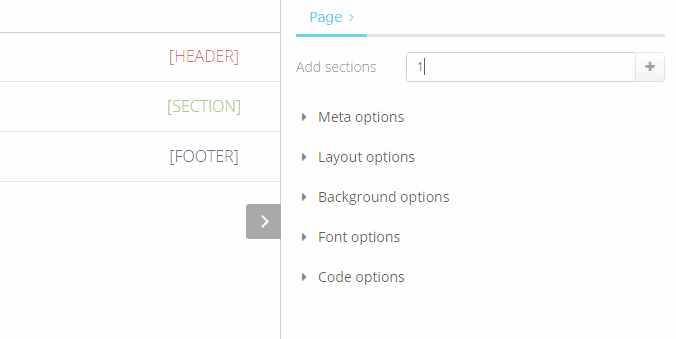 Page >
[HEADER]
Add sections 1 +
[SECTION]
Meta options
[FOOTER]
Layout options
Background options
Font options
Code options